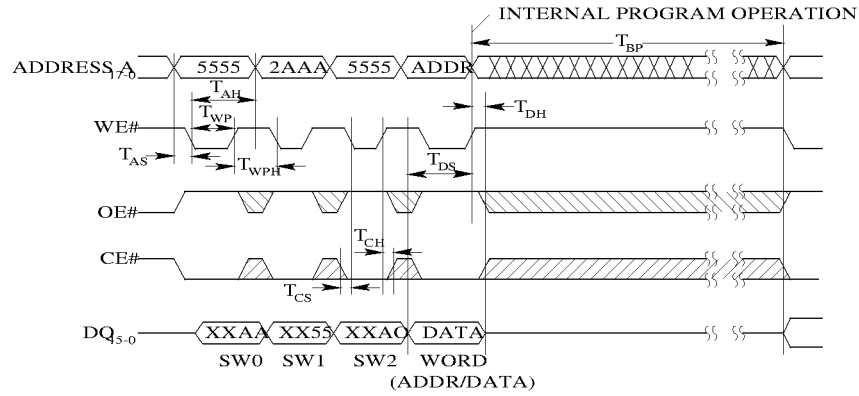 INTERNAL PROGRAM OPERATION
TBP
ADDRESS A17-0 5555 2AAA 5555 ADDR
TAH
TDH
TWP
WE#
TAS
TWPH
TDS
OE#
TCH
CE#
TCS
DQ15-0 XXAA XX55 XXAO DATA
SW0 SW1 SW2 WORD
(ADDR/DATA)